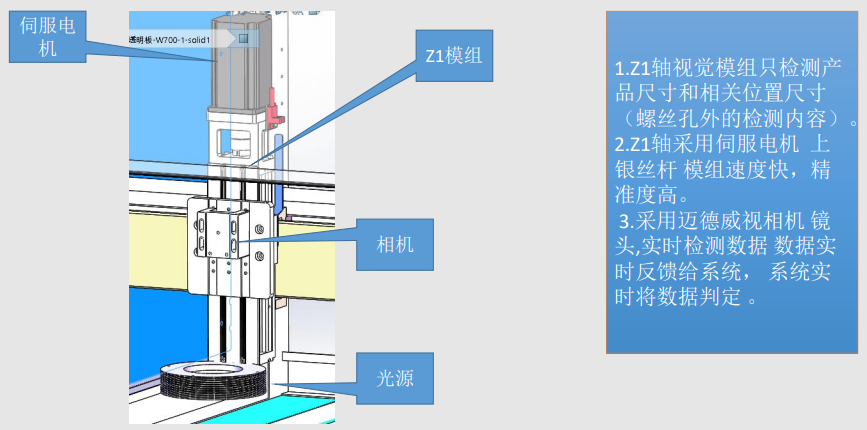 伺服电
机
透明板-W700-1-solid1
Z1模组
相机
光源
1.Z1轴视觉模组只检测产
品尺寸和相关位置尺寸
（螺丝孔外的检测内容）。
2.Z1轴采用伺服电机 上
银丝杆 模组速度快，精
准度高。
3.采用迈德威视相机 镜
头,实时检测数据 数据实
时反馈给系统， 系统实
时将数据判定 。